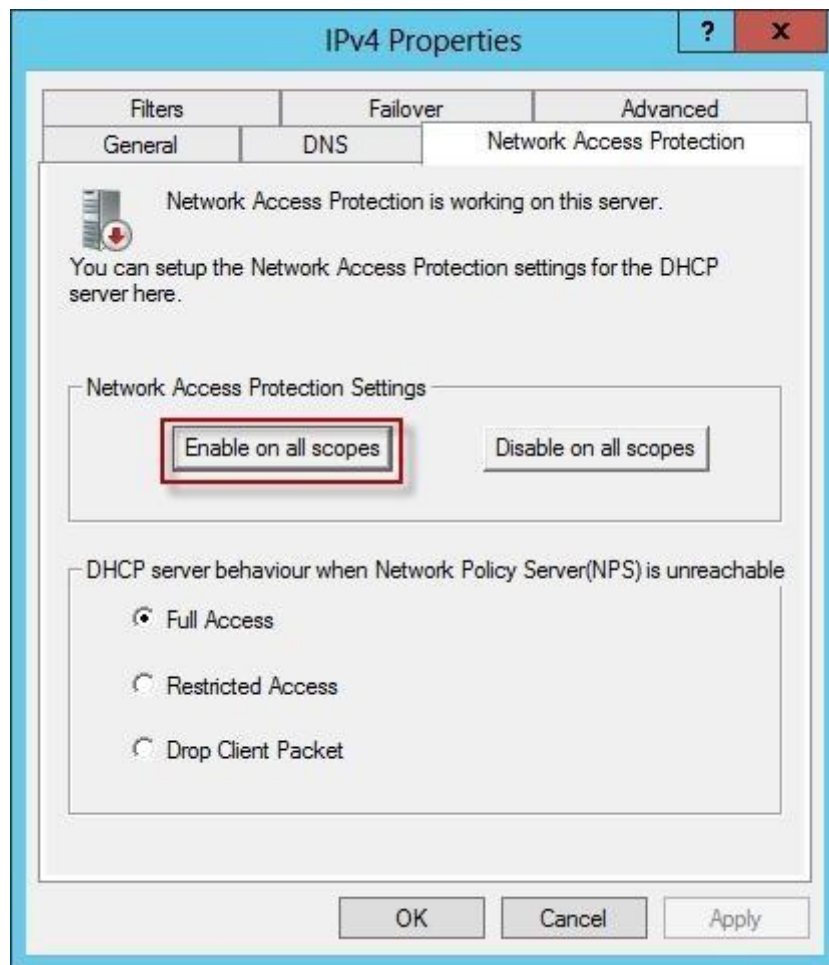 IPv4 Properties
?
x
Filters
Failover
Advanced
General
DNS
Network Access Protection
Network Access Protection is working on this server.
You can setup the Network Access Protection settings for the DHCP
server here.
Network Access Protection Settings
Enable on all scopes
Disable on all scopes
DHCP server behaviour when Network Policy Server(NPS) is unreachable
Full Access
Restricted Access
Drop Client Packet
OK
Cancel
Apply